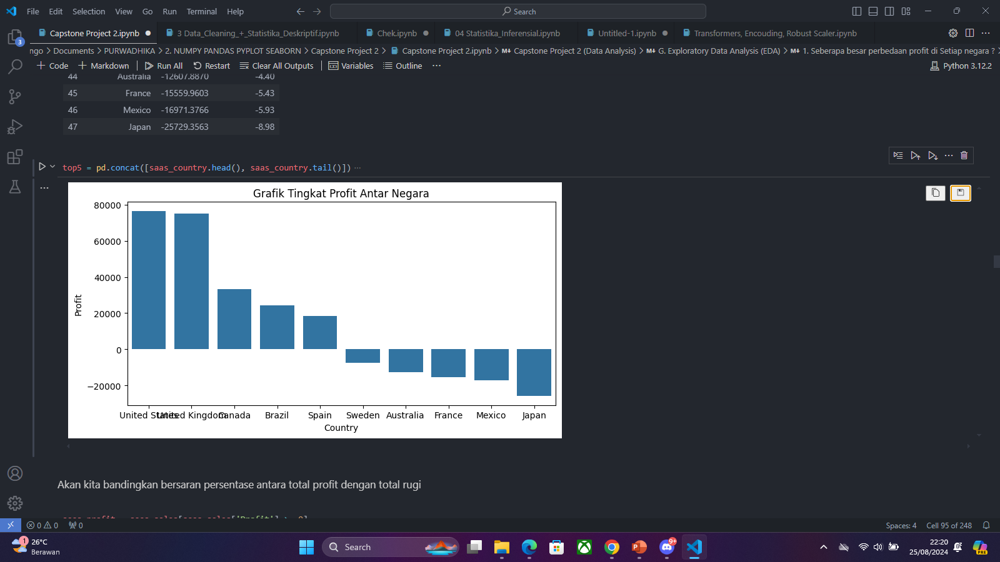 File Edit Selection View Go Run Terminal Help
Search
Capstone Project 2.ipynb
3 Data_Cleaning_+_Statistika_Deskriptif.ipynb
Chek.ipynb
04 Statistika_Inferensial.ipynb
Untitled-1.ipynb
Transformers, Encouding, Robust Scaler.ipynb
3
ngo > Documents > PURWADHIKA > 2. NUMPY PANDAS PYPLOT SEABORN > Capstone Project 2 > Capstone Project 2.ipynb > M↓ Capstone Project 2 (Data Analysis) > M↓ G. Exploratory Data Analysis (EDA) > M↓ 1. Seberapa besar perbedaan profit di Setiap negara ? >
+ Code + Markdown Run All Restart Clear All Outputs Variables Outline ...
Python 3.12.2
44 Australia -12607.8870 -4.40
45 France -15559.9603 -5.43
46 Mexico -16971.3766 -5.93
47 Japan -25729.3563 -8.98
top5 = pd.concat([saas_country.head(), saas_country.tail()]) ...
Grafik Tingkat Profit Antar Negara
80000
60000
40000
20000
0
−20000
Profit
United States United Kingdom Canada Brazil Spain Sweden Australia France Mexico Japan
Country
Akan kita bandingkan bersaran persentase antara total profit dengan total rugi
saas_profit = saas_sales[saas_sales['Profit'] > 0]
0 0 0
Spaces: 4 Cell 95 of 248
1
26°C
Berawan
Search
9+
22:20
25/08/2024
PRE